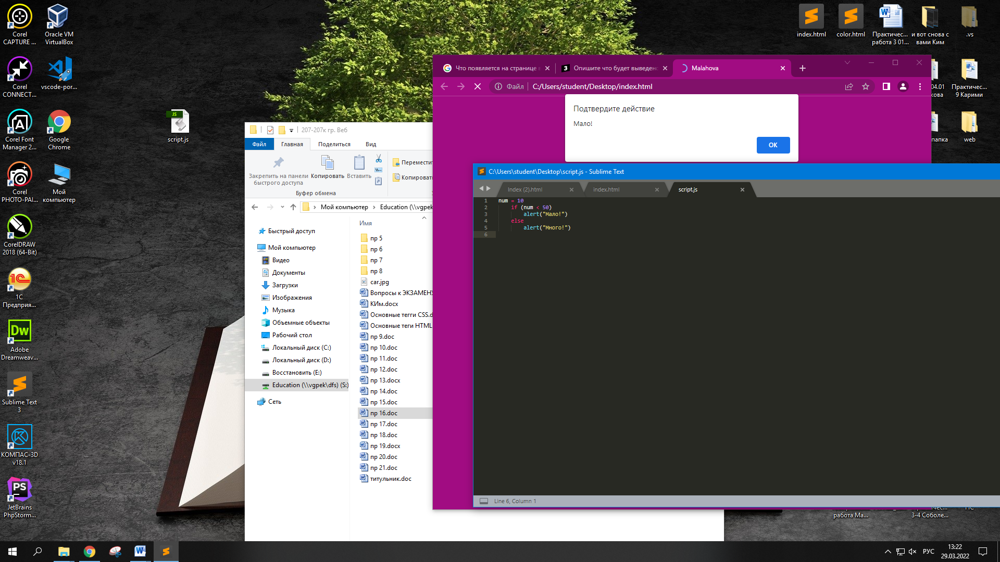 Corel
CAPTURE ...
Oracle VM
VirtualBox
Corel
CONNECT...
vscode-por...
Corel Font
Manager 2...
Google
Chrome
Corel
PHOTO-PAI...
Мой
компьютер
CorelDRAW
2018 (64-Bit)
1C
Предприя...
Adobe
Dreamweav...
Sublime Text
3
КОМПАС-3D
v18.1
JetBrains
PhpStorm...
JS
script.js
index.html
color.html
Практичес...
работа 3 01...
и вот снова с
вами Ким
.vs
04.01
кова
Практичес...
9 Карими
папка
web
207-207к гр. Веб
Файл
Главная
Поделиться
Вид
Закрепить на панели
быстрого доступа
Копировать
Вставить
Переместит
Копировать
Буфер обмена
Мой компьютер
Education (\\vgpek
Имя
Быстрый доступ
Мой компьютер
Видео
Документы
Загрузки
Изображения
Музыка
Объемные объекты
Рабочий стол
Локальный диск (C:)
Локальный диск (D:)
Восстановить (E:)
Education (\\vgpek\dfs) (S:)
Сеть
пр 5
пр 6
пр 7
пр 8
car.jpg
Вопросы к ЭКЗАМЕНУ
КИм.docx
Основные тегги CSS.d
Основные теги HTML
пр 9.doc
пр 10.doc
пр 11.doc
пр 12.doc
пр 13.docx
пр 14.doc
пр 15.doc
пр 16.doc
пр 17.doc
пр 18.doc
пр 19.docx
пр 20.doc
пр 21.doc
титульник.doc
Что появляется на странице в
Опишите что будет выведено
Malahova
Файл
C:/Users/student/Desktop/index.html
Подтвердите действие
Мало!
OK
C:\Users\student\Desktop\script.js - Sublime Text
Index (2).html
index.html
script.js
1 num = 10
2 if (num < 50)
3 alert("Мало!")
4 else
5 alert("Много!")
6
Line 6, Column 1
работа Ма...
3-4 Соболе...
РУС
13:22
29.03.2022